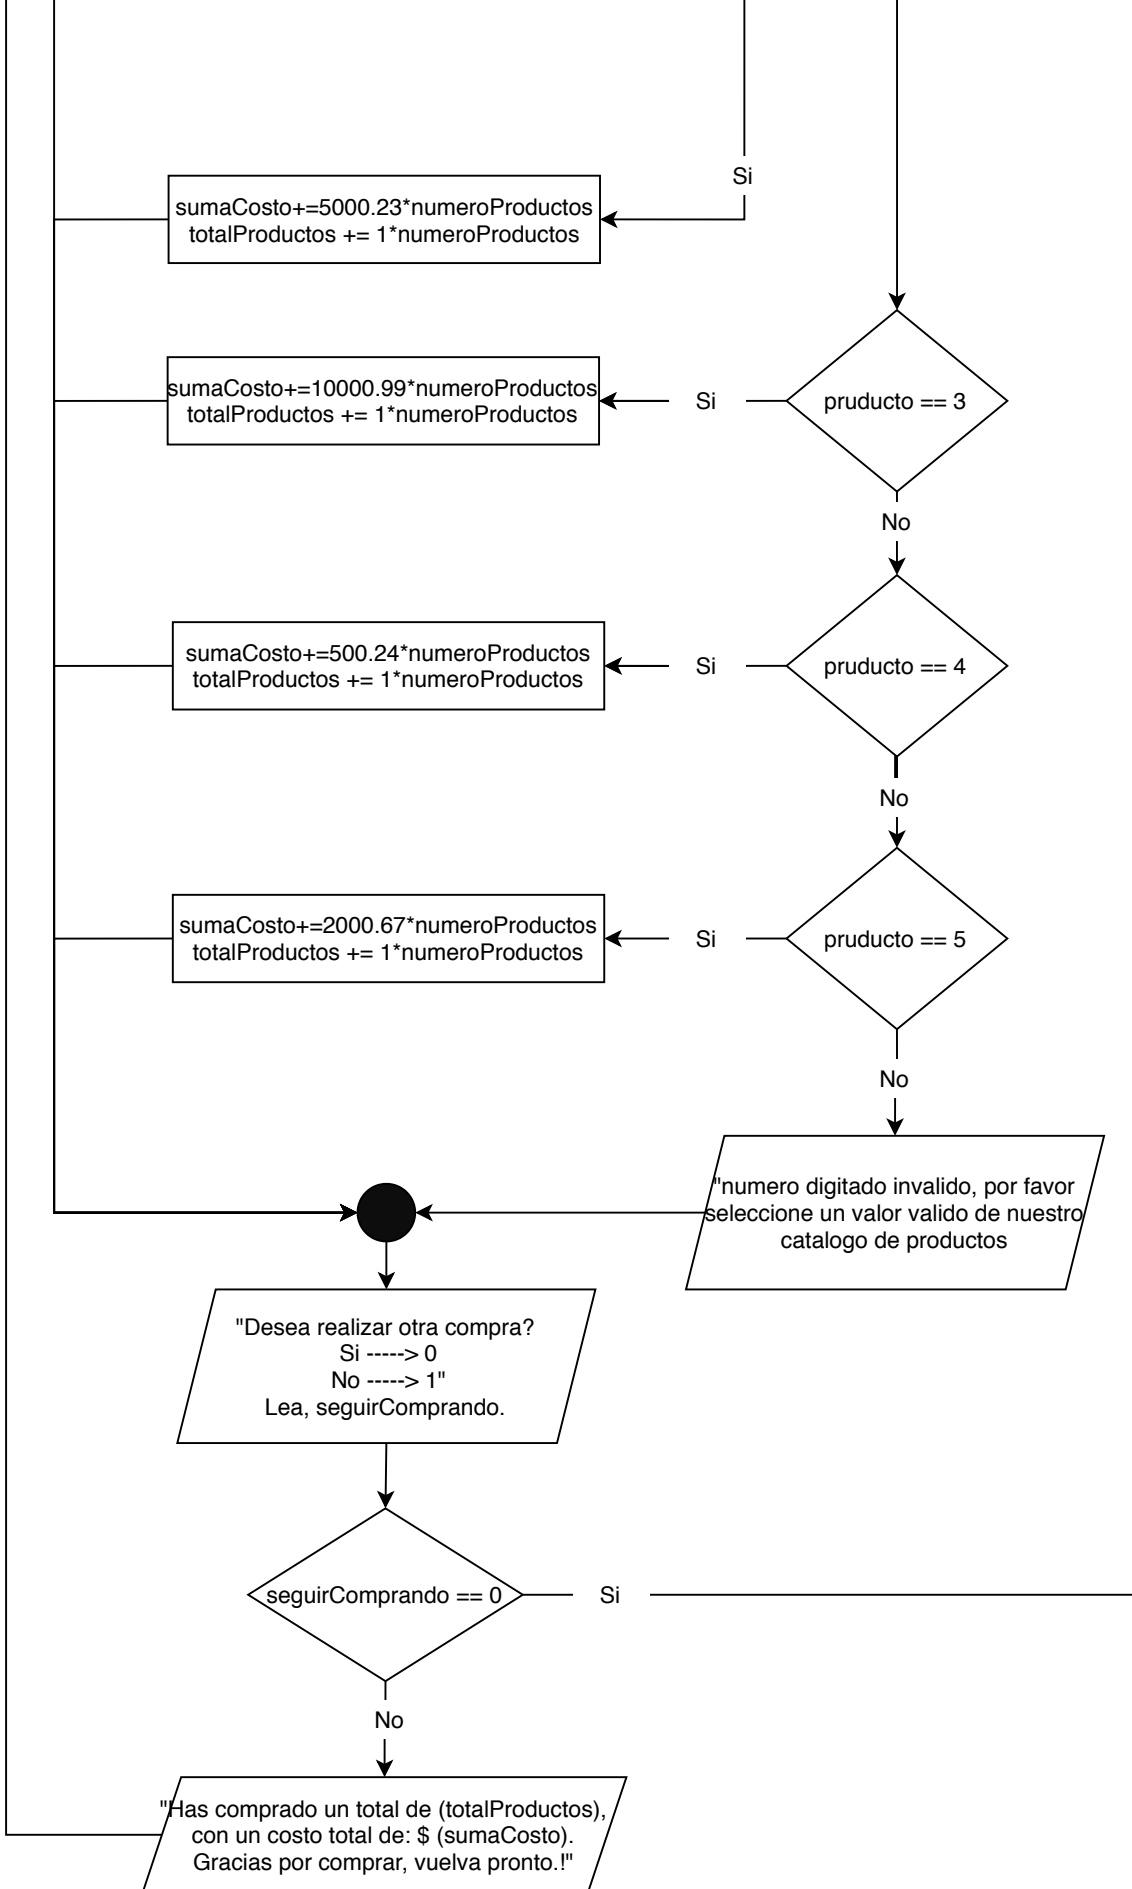 Si
sumaCosto+=5000.23*numeroProductos
totalProductos += 1*numeroProductos
sumaCosto+=10000.99*numeroProductos
totalProductos += 1*numeroProductos
Si
pruducto == 3
No
sumaCosto+=500.24*numeroProductos
totalProductos += 1*numeroProductos
Si
pruducto == 4
No
sumaCosto+=2000.67*numeroProductos
totalProductos += 1*numeroProductos
Si
pruducto == 5
No
"numero digitado invalido, por favor
seleccione un valor valido de nuestro
catalogo de productos
"Desea realizar otra compra?
Si -----> 0
No -----> 1"
Lea, seguirComprando.
seguirComprando == 0
Si
No
"Has comprado un total de (totalProductos),
con un costo total de: $ (sumaCosto).
Gracias por comprar, vuelva pronto.!"